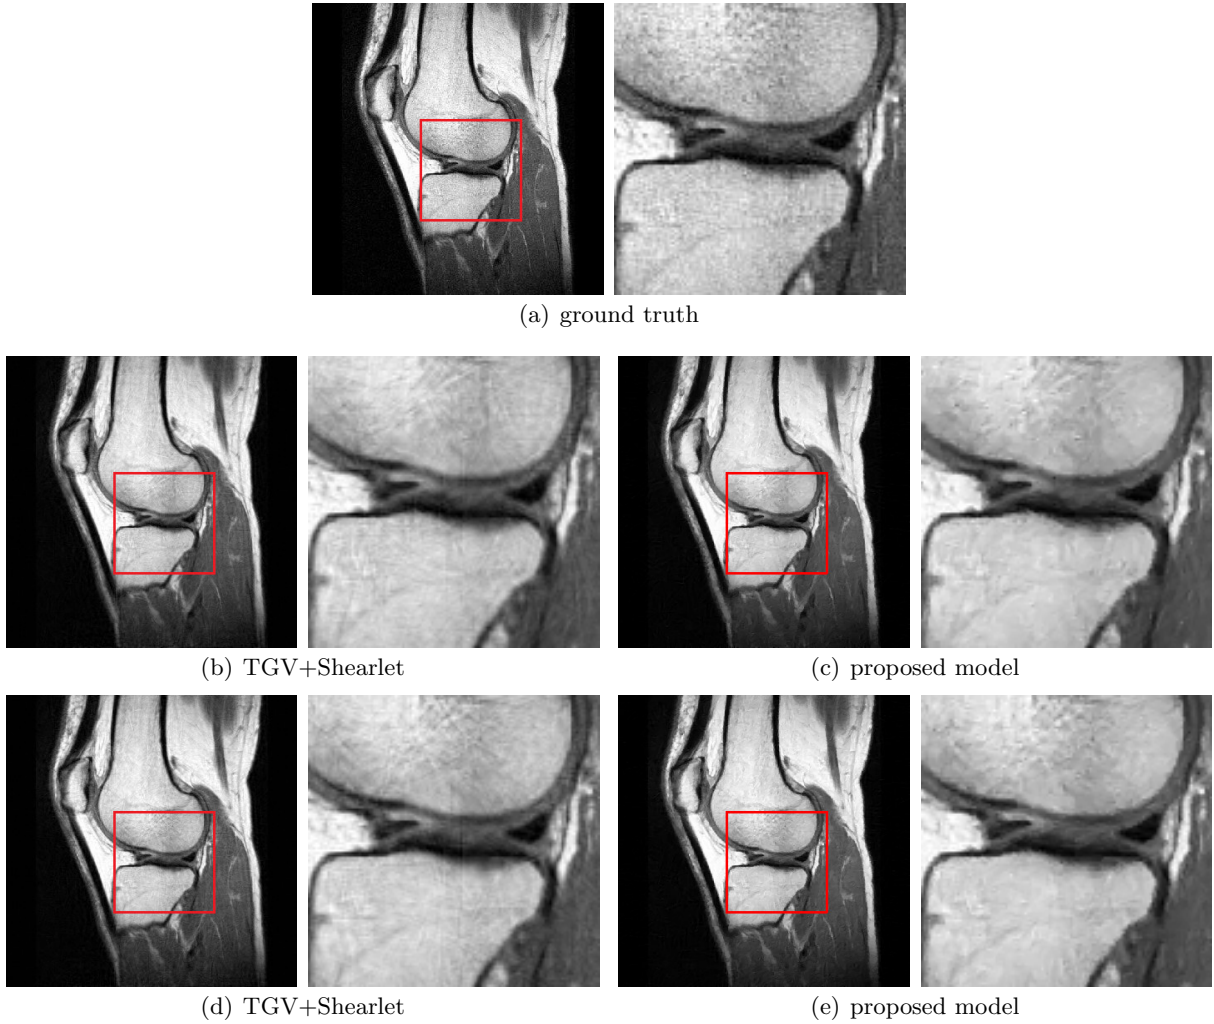 (a) ground truth
(b) TGV+Shearlet
(c) proposed model
(d) TGV+Shearlet
(e) proposed model